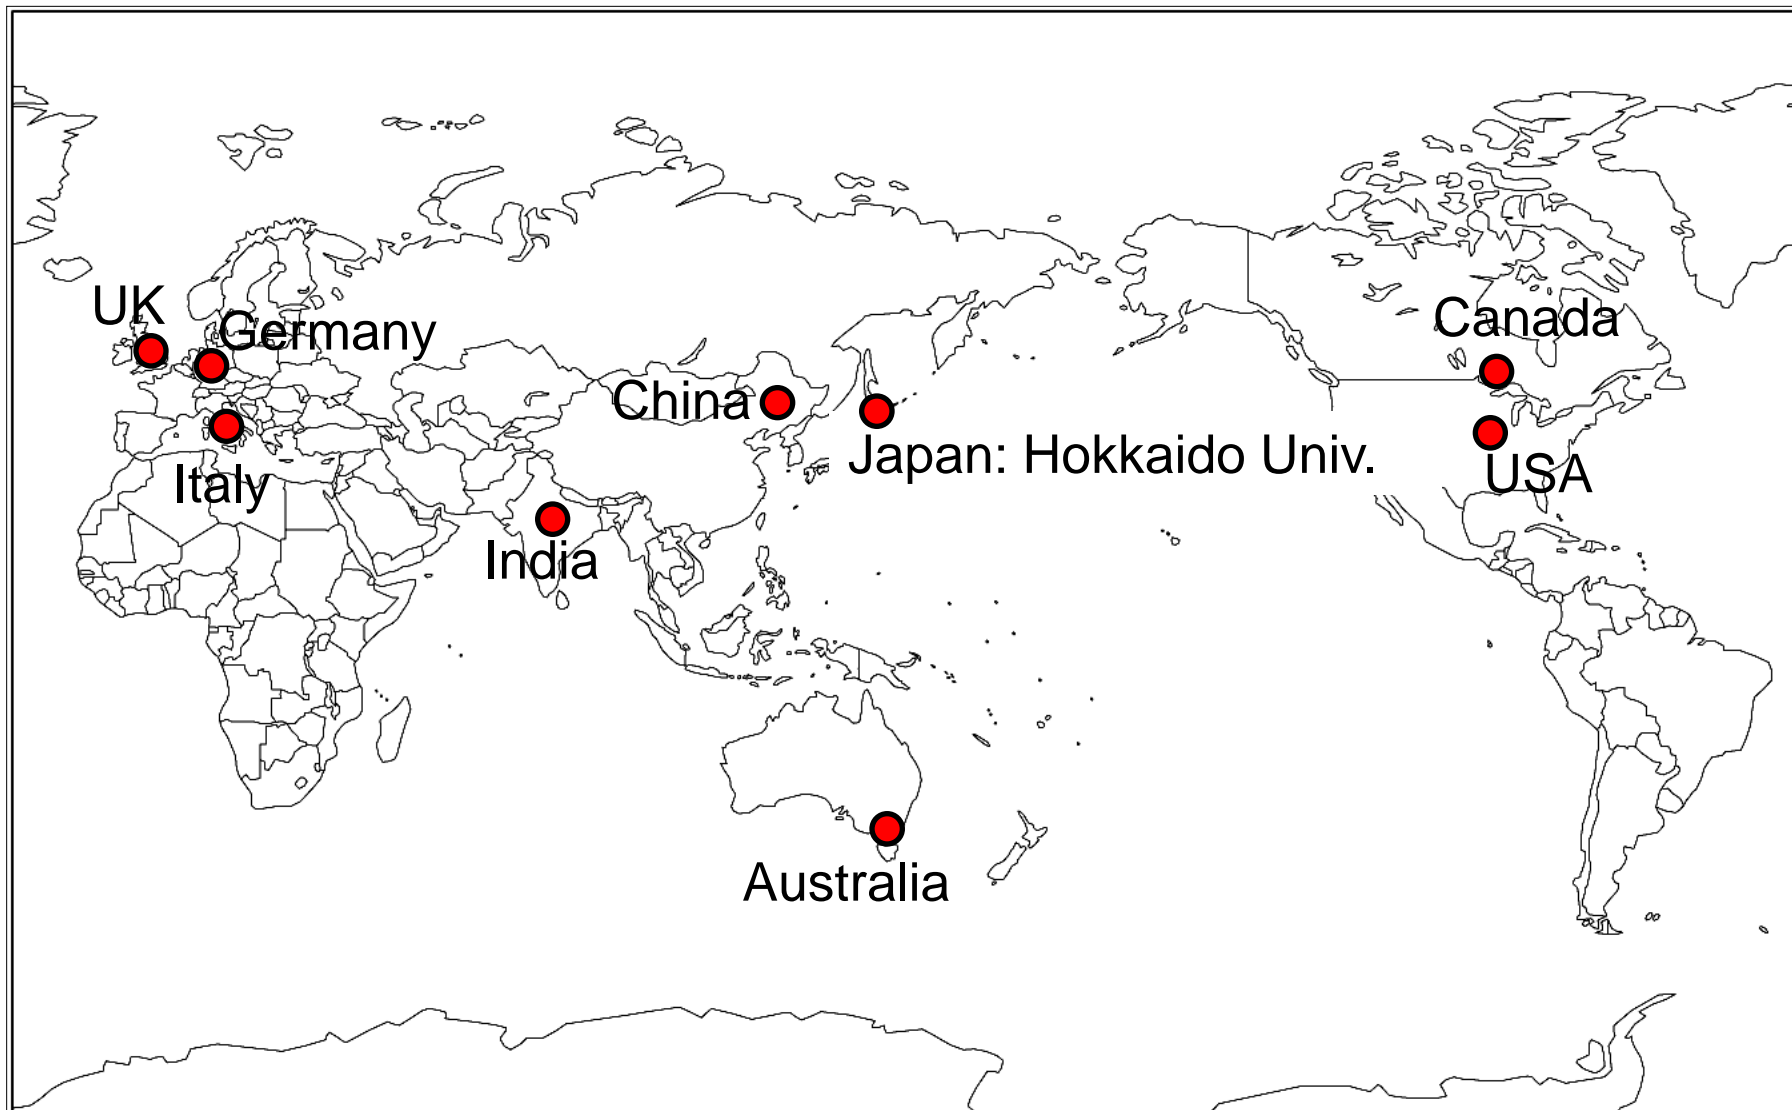 UK
Germany
Canada
China
Japan: Hokkaido Univ.
Italy
USA
India
Australia